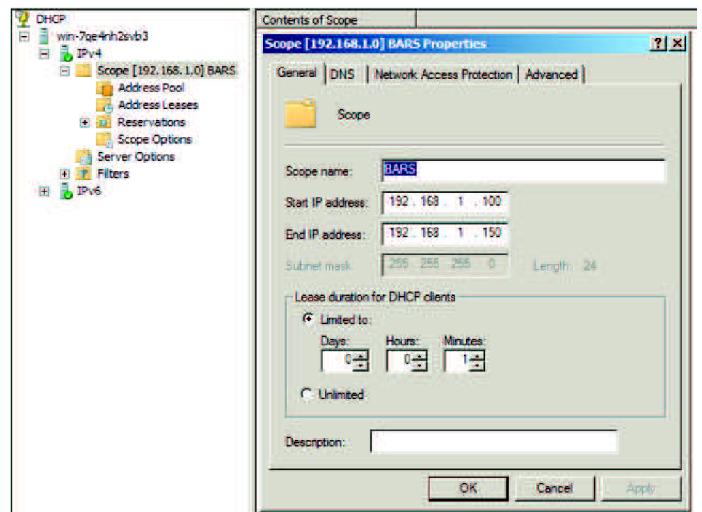 DHCP
win-7qe4nh2svb3
IPv4
Scope [192.168.1.0] BARS
Address Pool
Address Leases
Reservations
Scope Options
Server Options
Filters
IPv6
Contents of Scope
Scope [192.168.1.0] BARS Properties
General DNS Network Access Protection Advanced
Scope
Scope name: BARS
Start IP address: 192 . 168 . 1 . 100
End IP address: 192 . 168 . 1 . 150
Subnet mask: 255 255 255 0 Length: 24
Lease duration for DHCP clients
Limited to:
Days: Hours: Minutes:
0 0 1
Unlimited
Description:
OK Cancel Apply